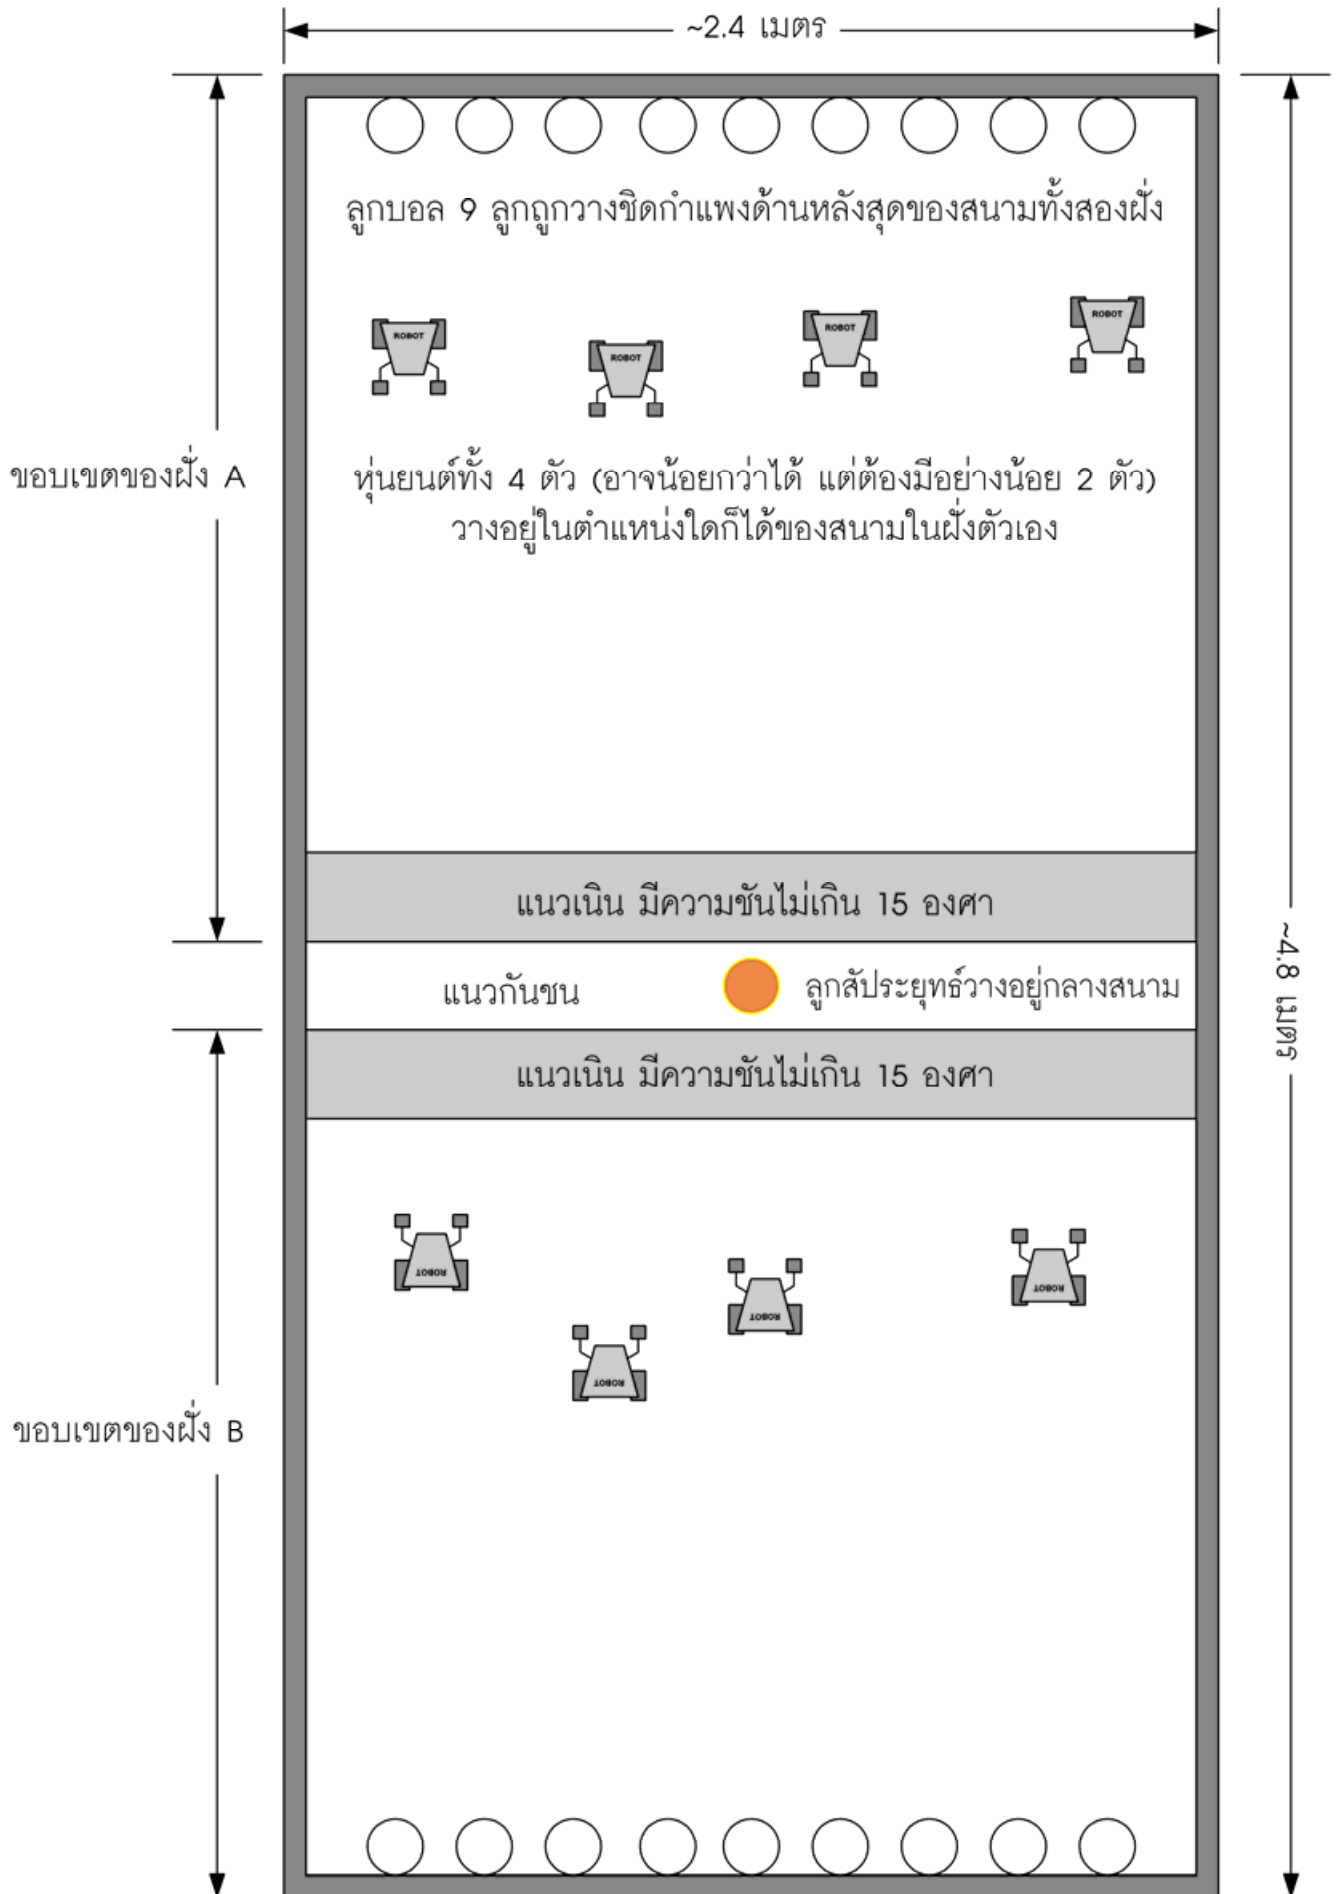 ~2.4 เมตร
ลูกบอล 9 ลูกถูกวางชิดกำแพงด้านหลังสุดของสนามทั้งสองฝั่ง
ROBOT
ROBOT
ROBOT
ROBOT
ขอบเขตของฝั่ง A
หุ่นยนต์ทั้ง 4 ตัว (อาจน้อยกว่าได้ แต่ต้องมีอย่างน้อย 2 ตัว)
วางอยู่ในตำแหน่งใดก็ได้ของสนามในฝั่งตัวเอง
แนวเนิน มีความชันไม่เกิน 15 องศา
แนวกันชน
ลูกสัประยุทธ์วางอยู่กลางสนาม
~4.8 เมตร
แนวเนิน มีความชันไม่เกิน 15 องศา
ROBOT
ROBOT
ROBOT
ROBOT
ขอบเขตของฝั่ง B